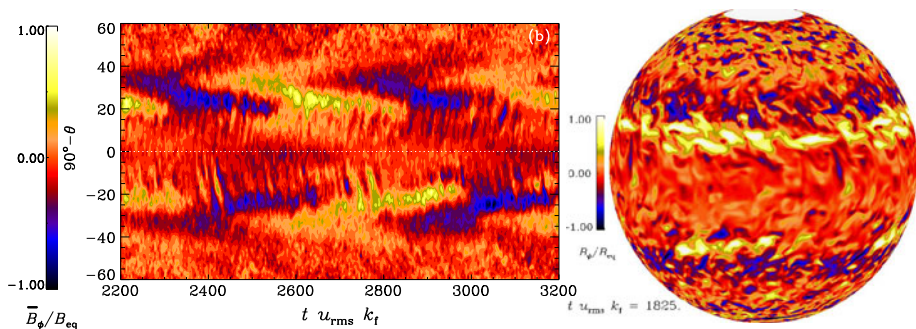 1.00
0.00
-1.00
B̅ϕ/Beq
90°−θ
60
40
20
0
-20
-40
-60
(b)
2200 2400 2600 2800 3000 3200
t urms kf
1.00
0.00
-1.00
Bϕ/Beq
t urms kf = 1825.